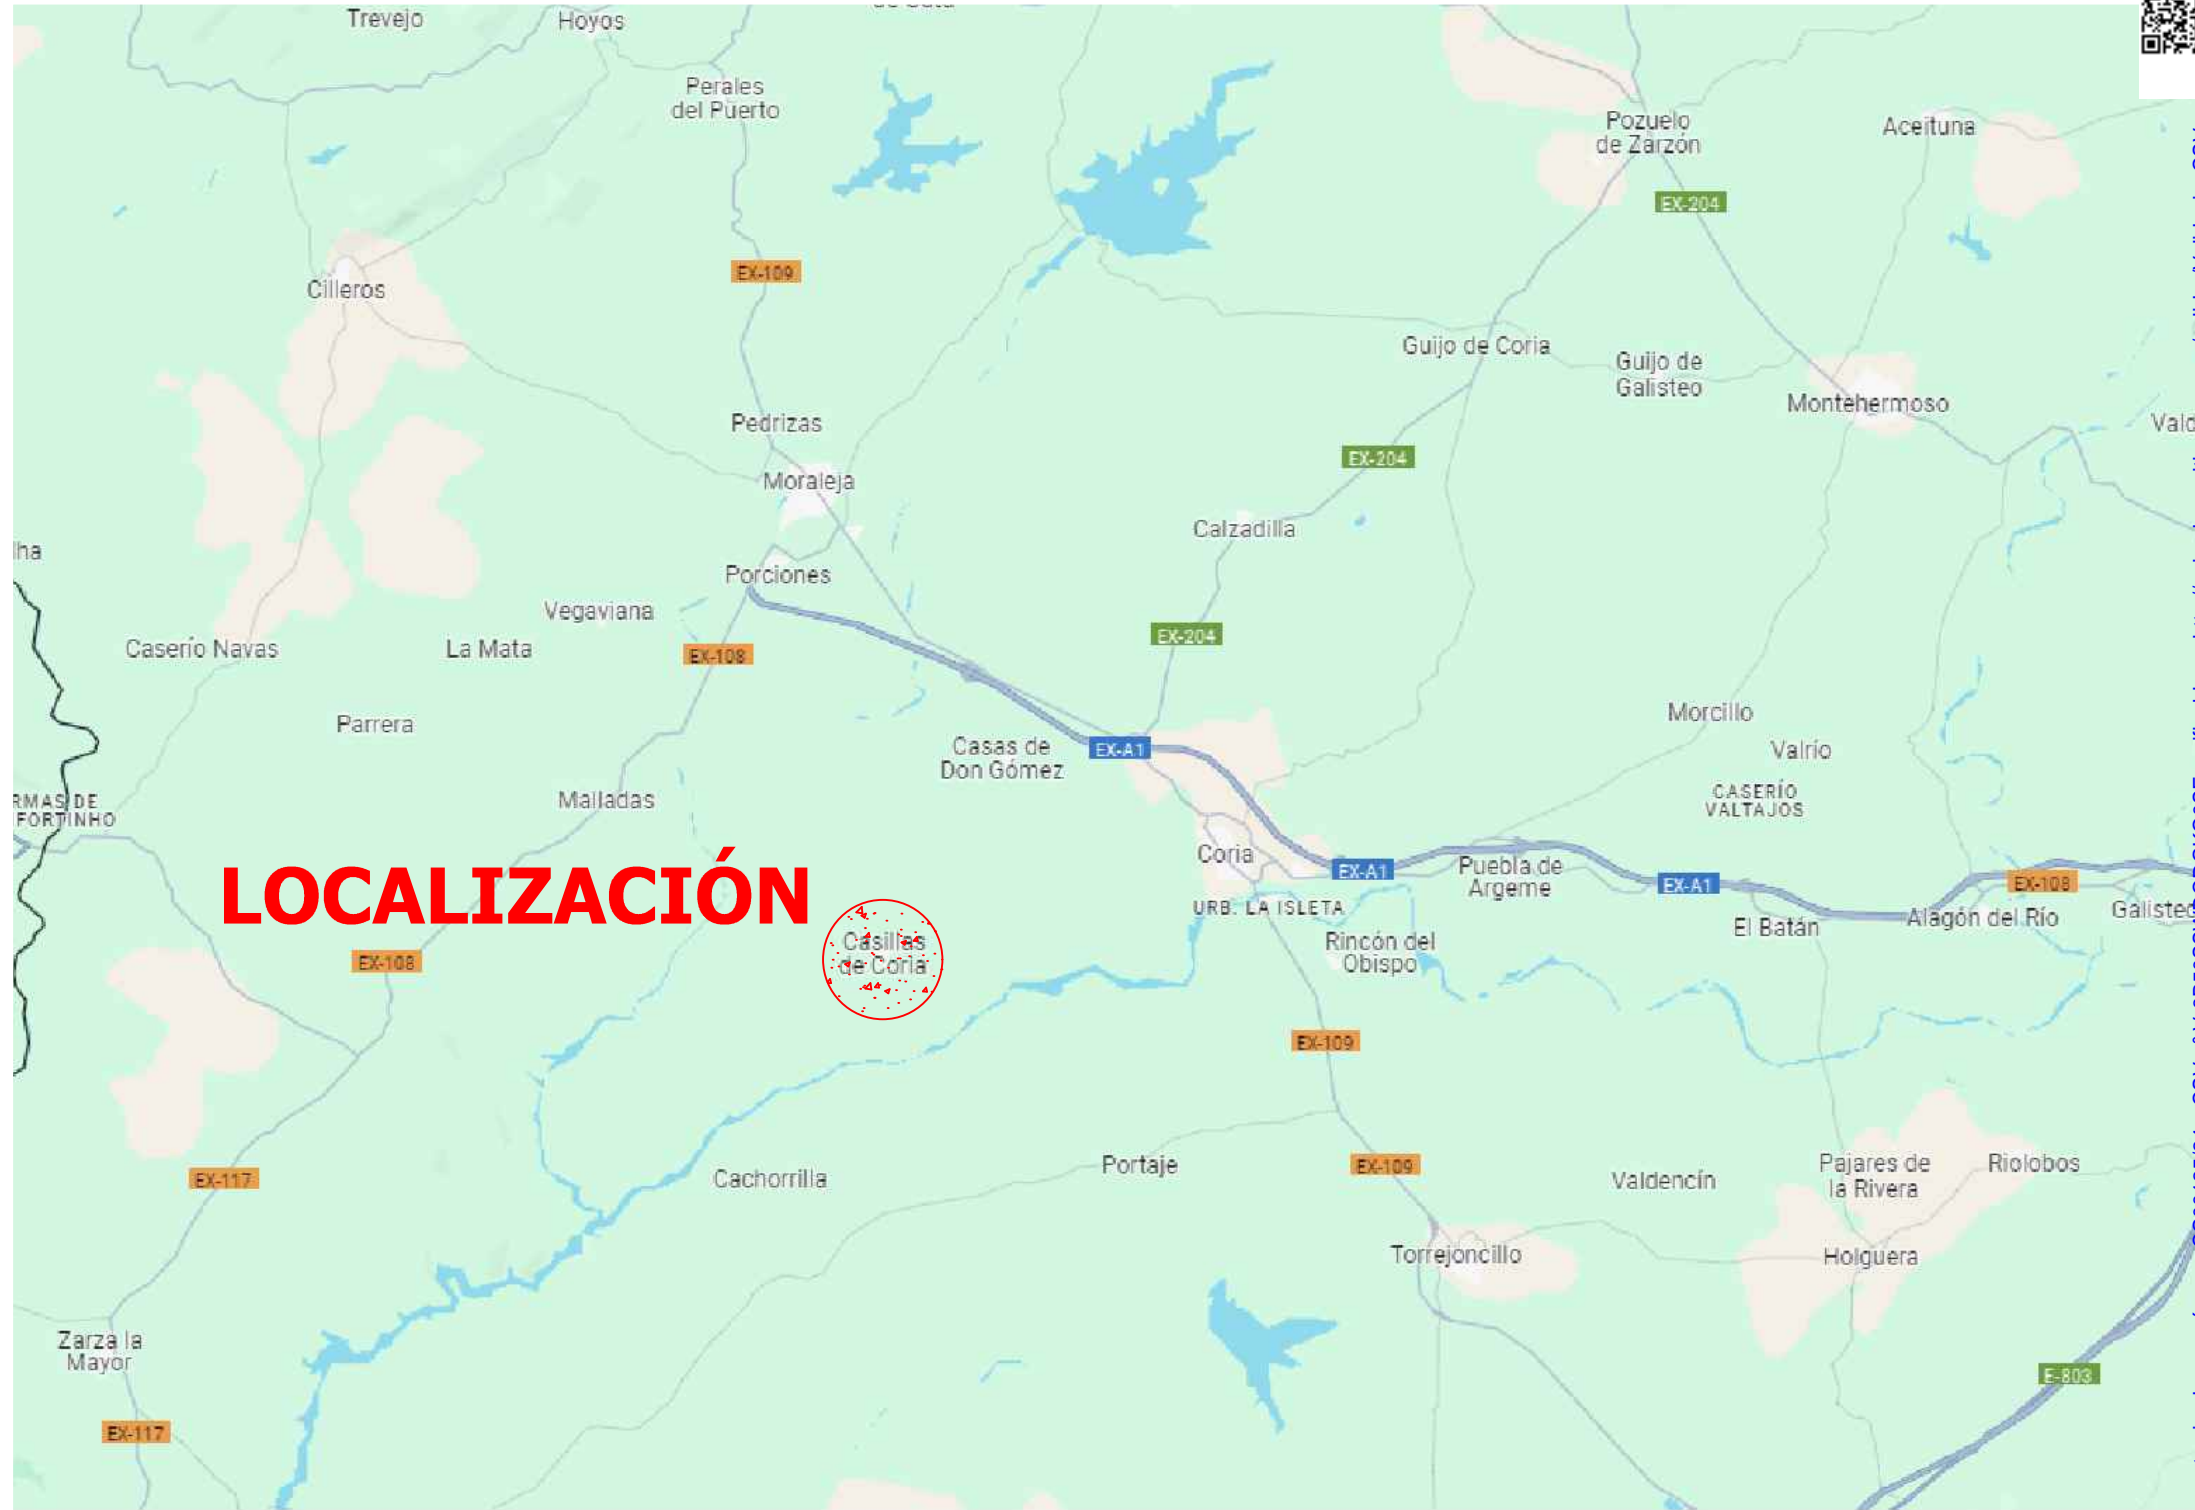 Trevejo
Hoyos
Perales
del Puerto
Pozuelo
de Zarzón
Aceituna
EX-204
EX-109
Cilleros
Guijo de Coria
Guijo de
Galisteo
Montehermoso
Pedrizas
EX-204
Moraleja
Calzadilla
Porciones
Vegaviana
EX-204
Caserío Navas
La Mata
EX-108
Parrera
Morcillo
Casas de
Don Gómez
EX-A1
Valrío
Malladas
CASERÍO
VALTAJOS
RMAS DE
FORTINHO
Coria
EX-A1
Puebla de
Argeme
EX-A1
EX-108
LOCALIZACIÓN
URB. LA ISLETA
Alagón del Río
El Batán
Casillas
de Coria
Rincón del
Obispo
EX-108
EX-109
Portaje
EX-109
Pajares de
la Rivera
Riolobos
EX-117
Cachorrilla
Valdencín
Torrejoncillo
Holguera
Zarza la
Mayor
E-803
EX-117